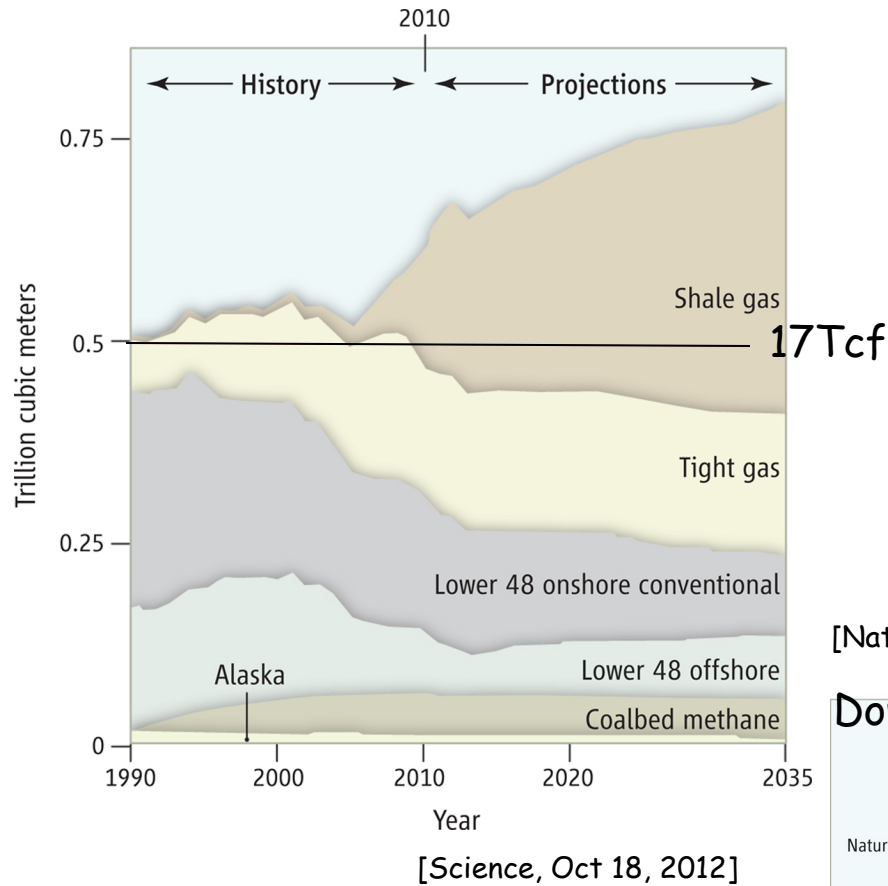 2010
History
Projections
0.75
Shale gas
0.5
17Tcf
Trillion cubic meters
Tight gas
0.25
Lower 48 onshore conventional
[Nat
Lower 48 offshore
Alaska
Coalbed methane
0
1990
2000
2010
2020
2035
Year
[Science, Oct 18, 2012]
Natur